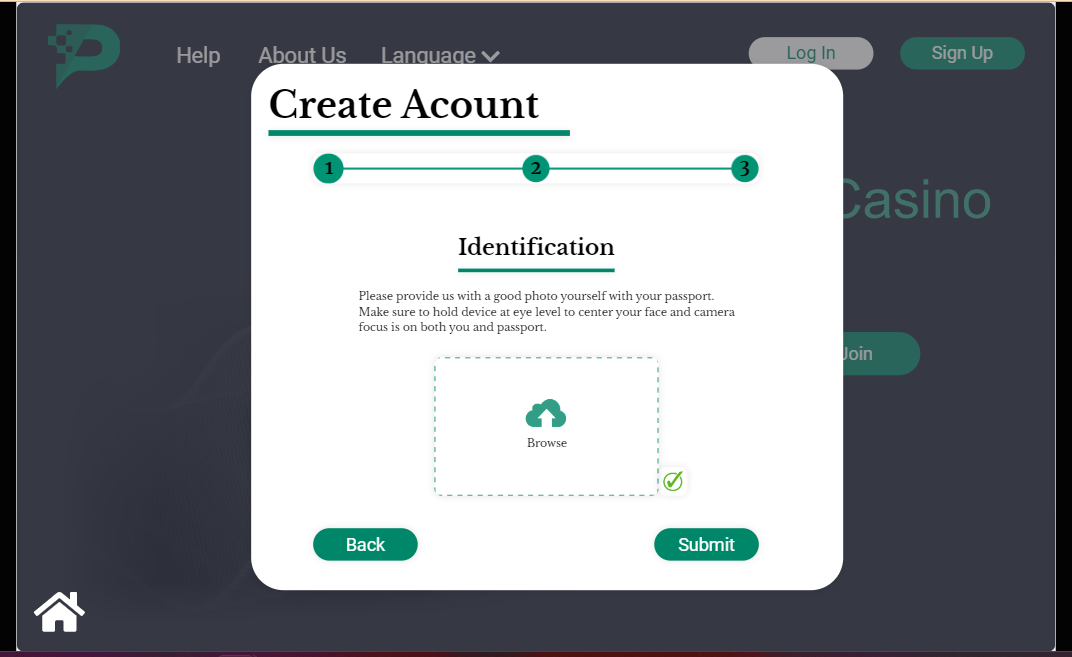 Help About Us Language Log In Sign Up
Create Acount
1 2 3
Casino
Identification
Please provide us with a good photo yourself with your passport.
Make sure to hold device at eye level to center your face and camera
focus is on both you and passport.
Join
Browse
Back Submit